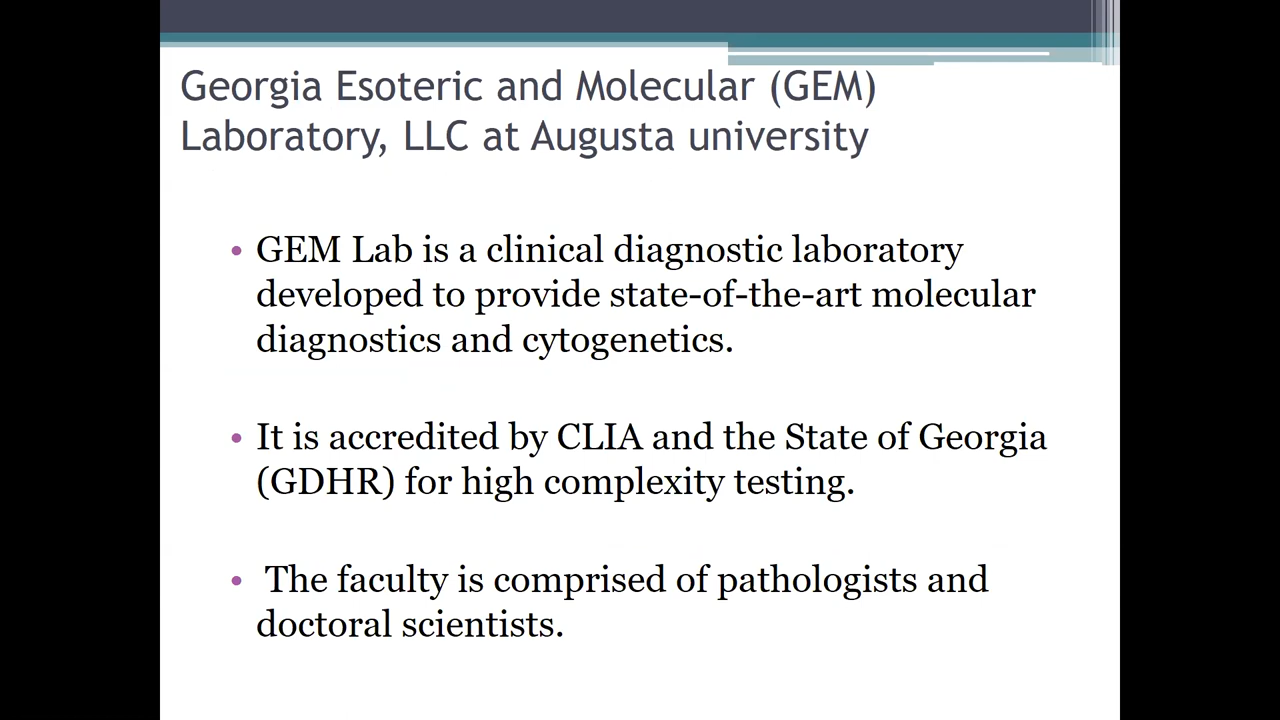 Georgia Esoteric and Molecular (GEM)
Laboratory, LLC at Augusta university
• GEM Lab is a clinical diagnostic laboratory
developed to provide state-of-the-art molecular
diagnostics and cytogenetics.
• It is accredited by CLIA and the State of Georgia
(GDHR) for high complexity testing.
• The faculty is comprised of pathologists and
doctoral scientists.